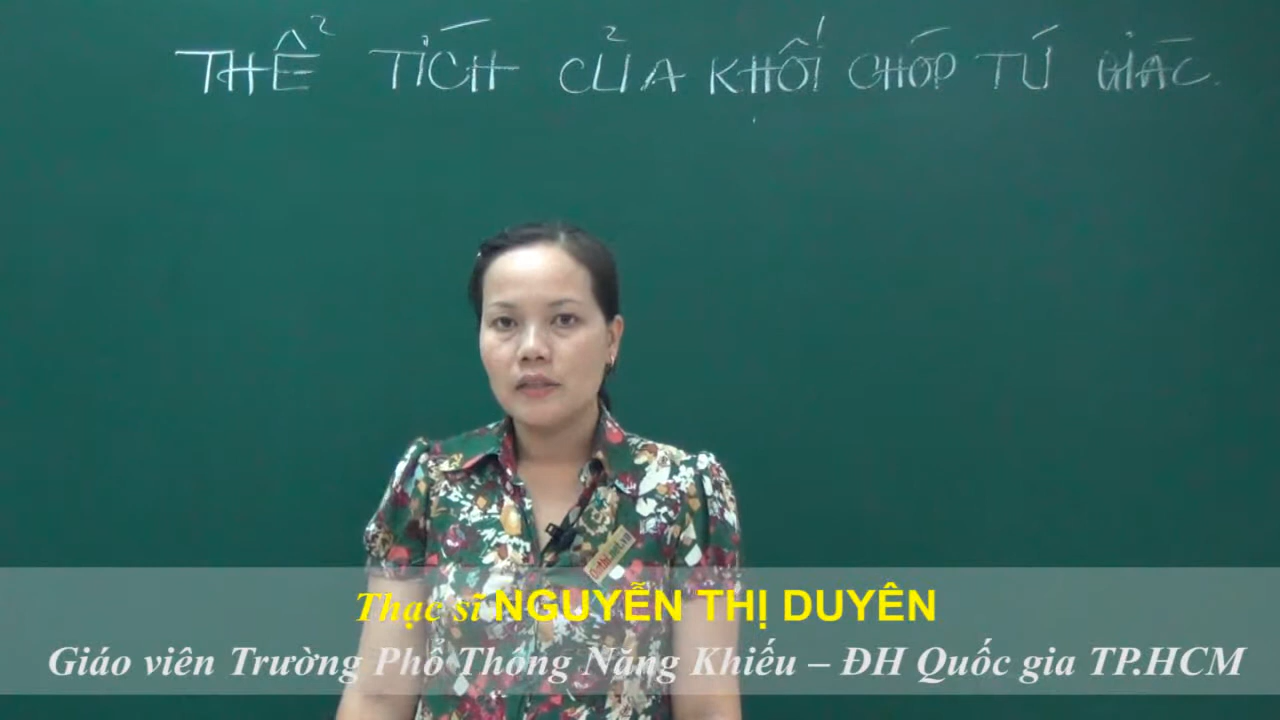 THỂ TÍCH CỦA KHỐI CHÓP TỨ GIÁC.
Thạc sĩ NGUYỄN THỊ DUYÊN
Giáo viên Trường Phổ Thông Năng Khiếu – ĐH Quốc gia TP.HCM